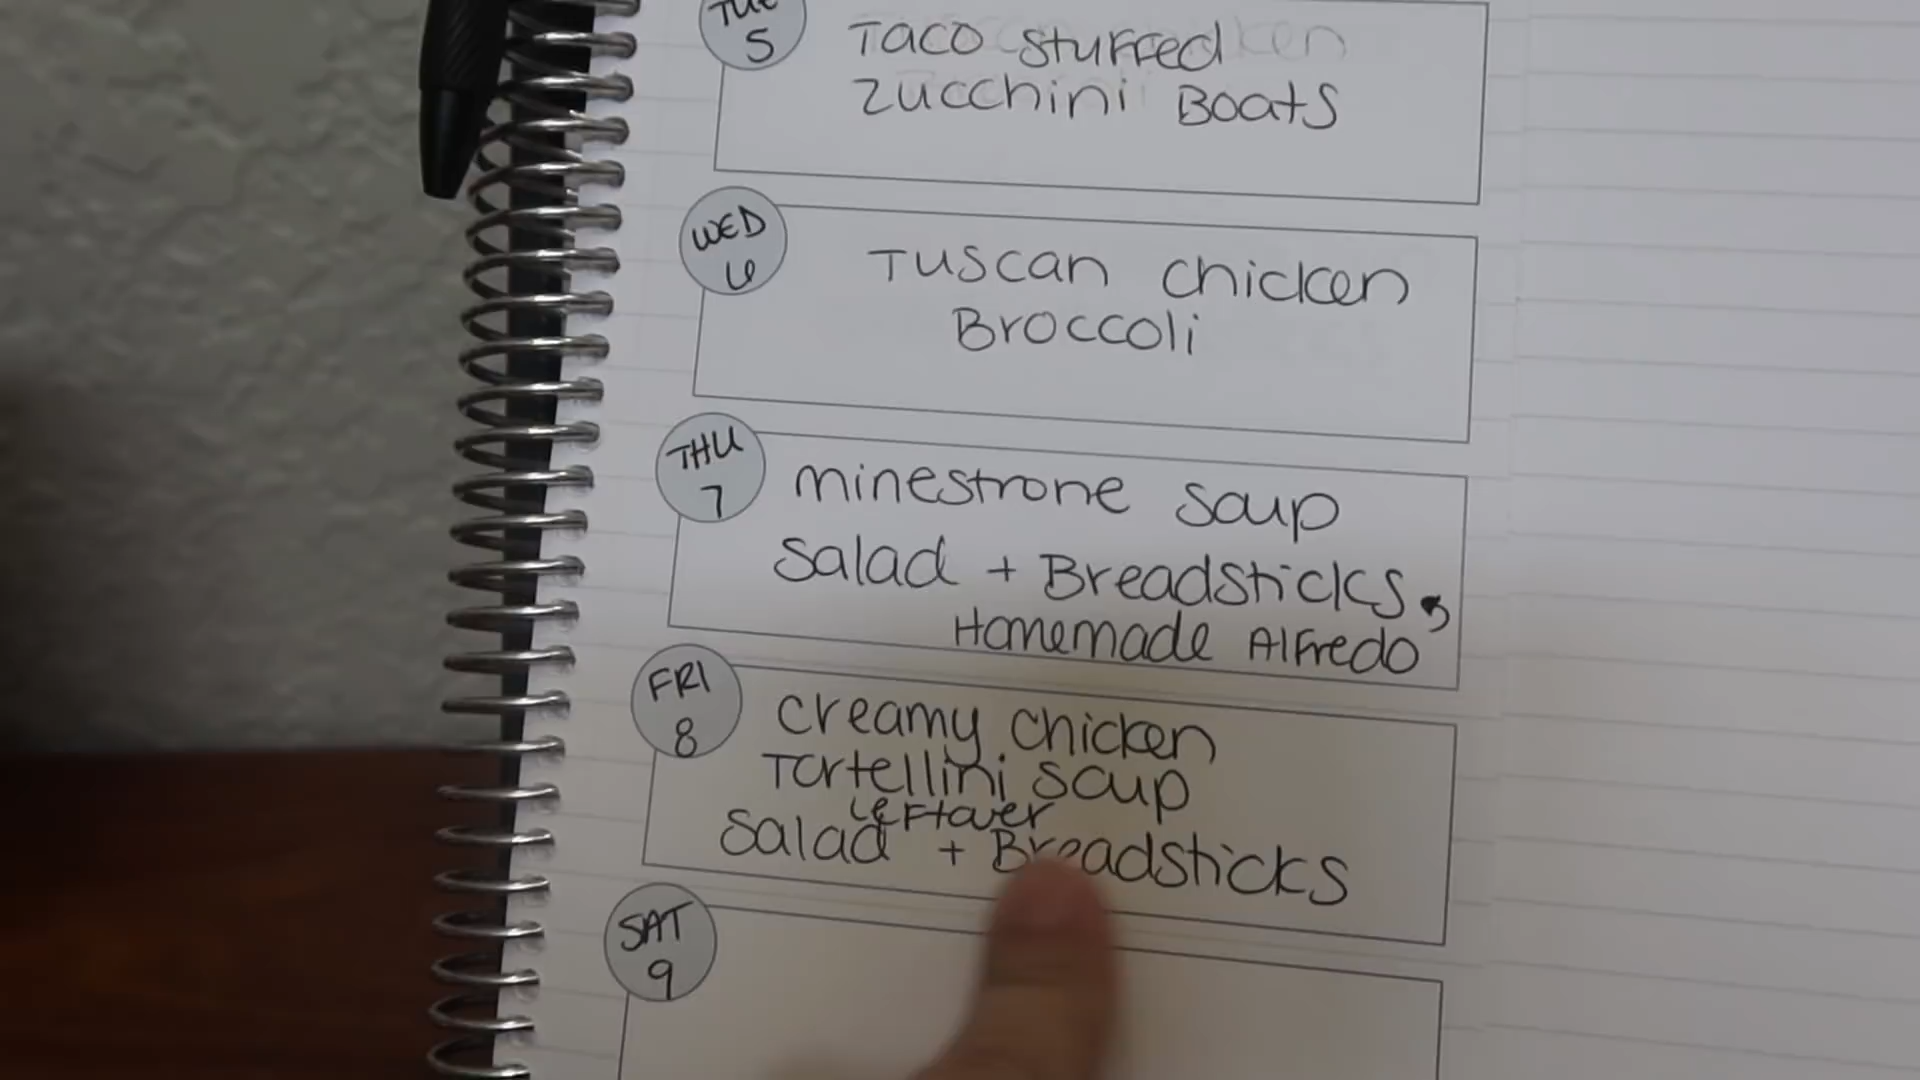 TUE
5
Taco Stuffed
Zucchini Boats
WED
6
Tuscan Chicken
Broccoli
THU
7
minestrone Soup
Salad + Breadsticks,
Homemade Alfredo
FRI
8
Creamy Chicken
Tortellini Soup
Leftover
Salad + Breadsticks
SAT
9